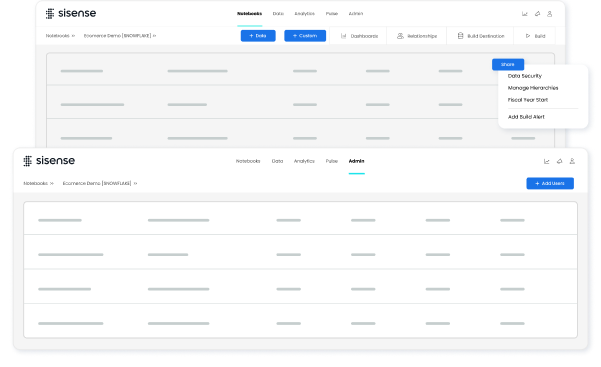 sisense
Notebooks Data Analytics Pulse Admin
Notebooks Ecomerce Demo [SNOWFLAKE] + Data + Custom Dashboards Relationships Build Destination Build
Share
Data Security
Manage Hierarchies
Fiscal Year Start
Add Build Alert
sisense
Notebooks Data Analytics Pulse Admin
Notebooks Ecomerce Demo [SNOWFLAKE] + Add Users